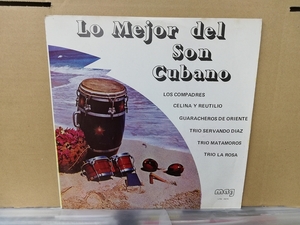 Lo Mejor del
Son
Cubano
LOS COMPADRES
CELINA Y REUTILIO
GUARACHEROS DE ORIENTE
TRIO SERVANDO DIAZ
TRIO MATAMOROS
TRIO LA ROSA